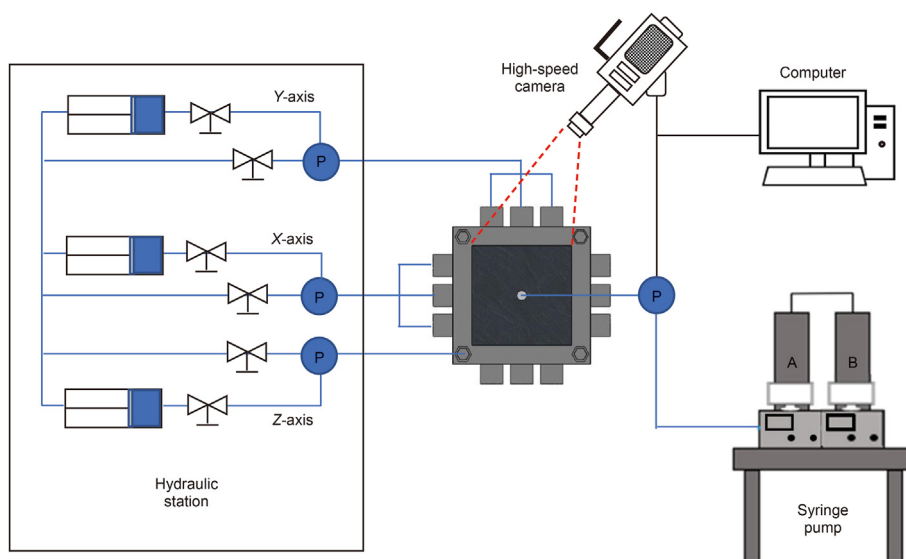 High-speed
camera
Computer
Y-axis
P
X-axis
P
P
P
Z-axis
A
B
Hydraulic
station
Syringe
pump